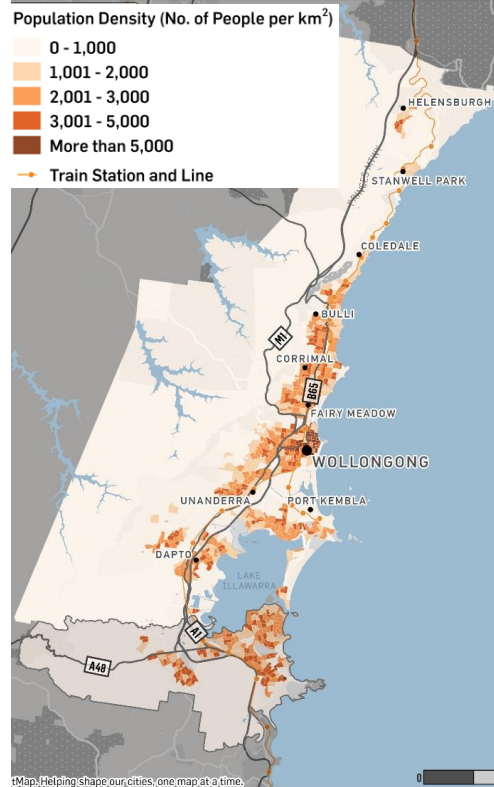 Population Density (No. of People per km²)
0 - 1,000
1,001 - 2,000
2,001 - 3,000
3,001 - 5,000
More than 5,000
Train Station and Line
HELENSBURGH
PRINCES MTWY
STANWELL PARK
COLEDALE
BULLI
M1
CORRIMAL
B65
FAIRY MEADOW
WOLLONGONG
UNANDERRA
PORT KEMBLA
DAPTO
LAKE
ILLAWARRA
A1
A48
tMap. Helping shape our cities, one map at a time.
0